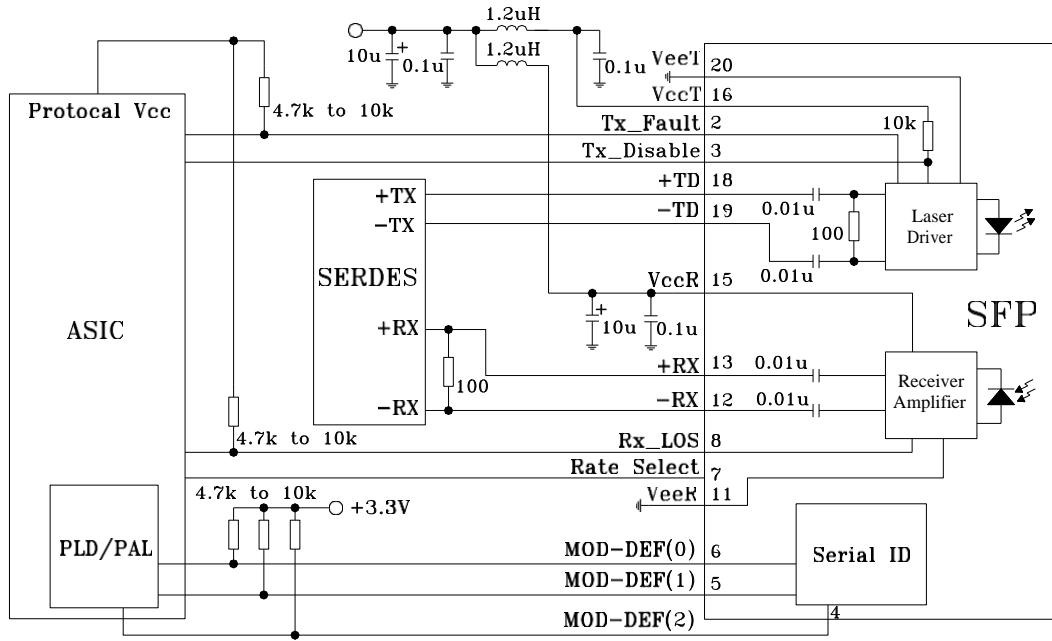 1.2uH
10u
+
0.1u
1.2uH
0.1u
VeeT 20
VccT 16
Protocal Vcc
4.7k to 10k
Tx_Fault 2
10k
Tx_Disable 3
+TD 18
0.01u
+TX
-TX
-TD 19
100
Laser
Driver
0.01u
SERDES
VccR 15
ASIC
+
10u
0.1u
SFP
+RX
+RX 13 0.01u
100
Receiver
Amplifier
-RX
-RX 12 0.01u
4.7k to 10k
Rx_LOS 8
Rate Select 7
4.7k to 10k
VeeR 11
+3.3V
PLD/PAL
MOD-DEF(0) 6
Serial ID
MOD-DEF(1) 5
MOD-DEF(2)
4